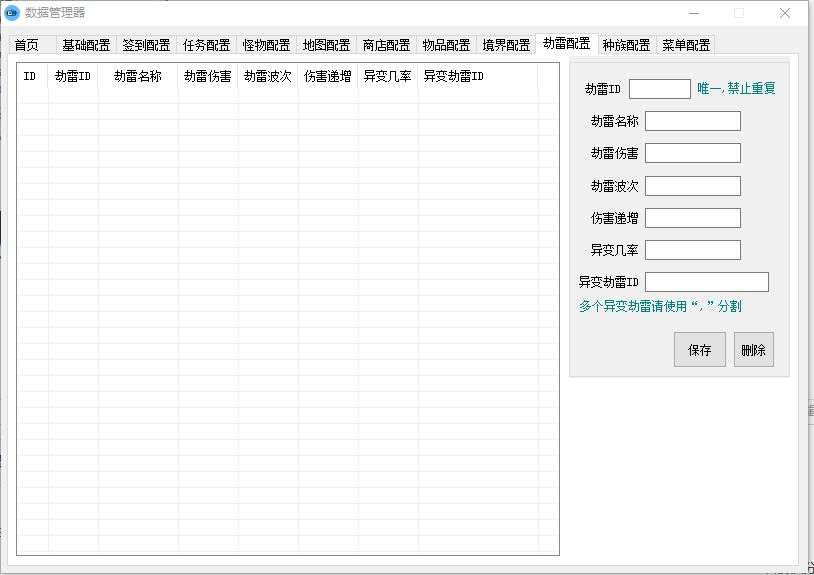 数据管理器
首页 基础配置 签到配置 任务配置 怪物配置 地图配置 商店配置 物品配置 境界配置 劫雷配置 种族配置 菜单配置
ID 劫雷ID 劫雷名称 劫雷伤害 劫雷波次 伤害递增 异变几率 异变劫雷ID
劫雷ID 唯一,禁止重复
劫雷名称
劫雷伤害
劫雷波次
伤害递增
异变几率
异变劫雷ID
多个异变劫雷请使用“,”分割
保存 删除